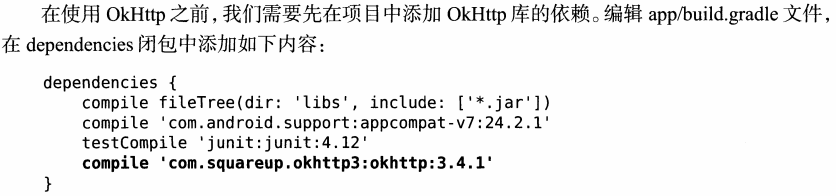 在使用 OkHttp 之前，我们需要先在项目中添加 OkHttp 库的依赖。编辑 app/build.gradle 文件，
在 dependencies 闭包中添加如下内容：
dependencies {
    compile fileTree(dir: 'libs', include: ['*.jar'])
    compile 'com.android.support:appcompat-v7:24.2.1'
    testCompile 'junit:junit:4.12'
    compile 'com.squareup.okhttp3:okhttp:3.4.1'
}